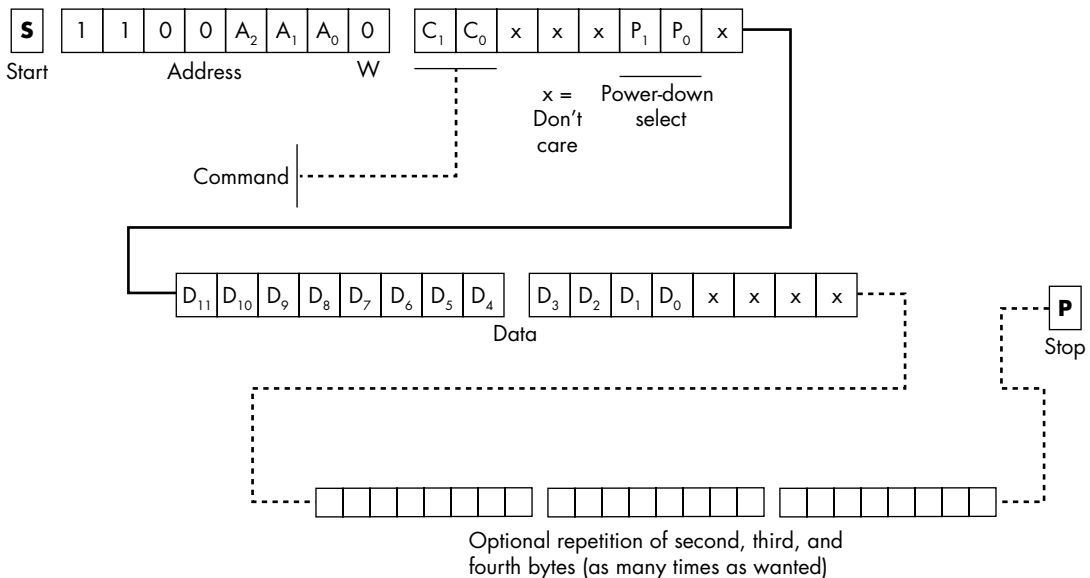 S 1 1 0 0 A₂ A₁ A₀ 0 C₁ C₀ x x x P₁ P₀ x
Start Address W
x = Don't care
Power-down select
Command
D₁₁ D₁₀ D₉ D₈ D₇ D₆ D₅ D₄ D₃ D₂ D₁ D₀ x x x x
Data
P
Stop
Optional repetition of second, third, and
fourth bytes (as many times as wanted)